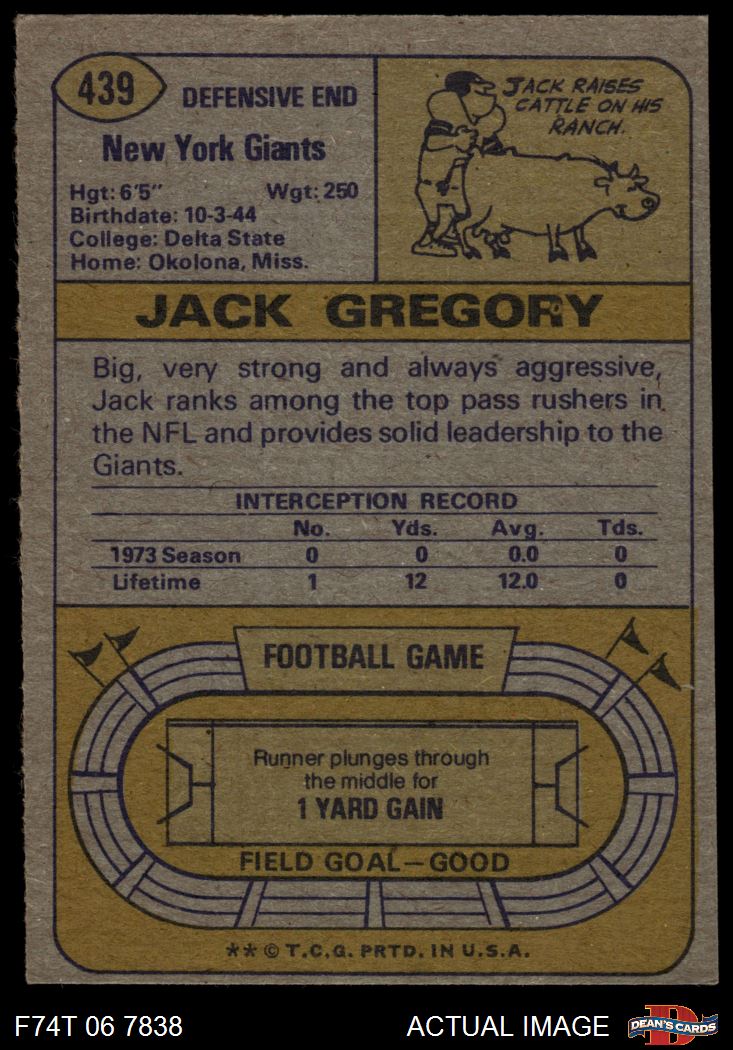 439
DEFENSIVE END
New York Giants
Hgt: 6'5" Wgt: 250
Birthdate: 10-3-44
College: Delta State
Home: Okolona, Miss.
JACK RAISES
CATTLE ON HIS
RANCH.
JACK GREGORY
Big, very strong and always aggressive,
Jack ranks among the top pass rushers in
the NFL and provides solid leadership to the
Giants.
INTERCEPTION RECORD
No. Yds. Avg. Tds.
1973 Season 0 0 0.0 0
Lifetime 1 12 12.0 0
FOOTBALL GAME
Runner plunges through
the middle for
1 YARD GAIN
FIELD GOAL—GOOD
** © T.C.G. PRTD. IN U.S.A.
F74T 06 7838
ACTUAL IMAGE
D
DEAN'S CARDS